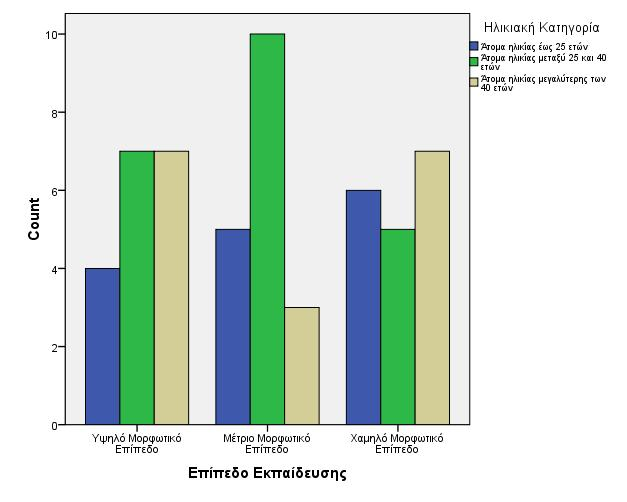 Ηλικιακή Κατηγορία
Άτομα ηλικίας έως 25 ετών
Άτομα ηλικίας μεταξύ 25 και 40
ετών
Άτομα ηλικίας μεγαλύτερης των
40 ετών
Count
10
8
6
4
2
0
Υψηλό Μορφωτικό
Επίπεδο
Μέτριο Μορφωτικό
Επίπεδο
Χαμηλό Μορφωτικό
Επίπεδο
Επίπεδο Εκπαίδευσης